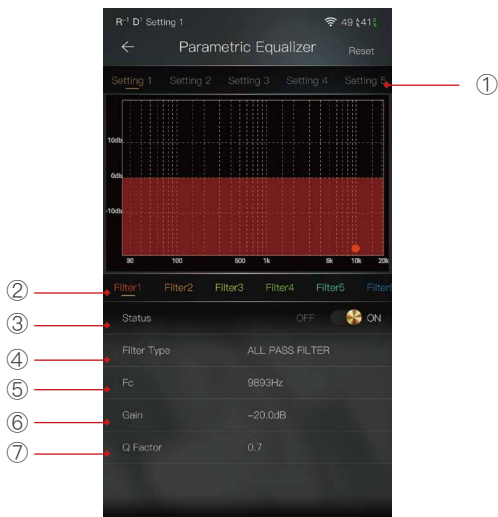 R⁻¹ D¹ Setting 1 49 41
← Parametric Equalizer Reset
Setting 1 Setting 2 Setting 3 Setting 4 Setting 5 ①
10db
0db
-10db
30 100 500 1k 5k 10k 20k
② Filter1 Filter2 Filter3 Filter4 Filter5 Filter6
③ Status OFF ON
④ Filter Type ALL PASS FILTER
⑤ Fc 9893Hz
⑥ Gain -20.0dB
⑦ Q Factor 0.7